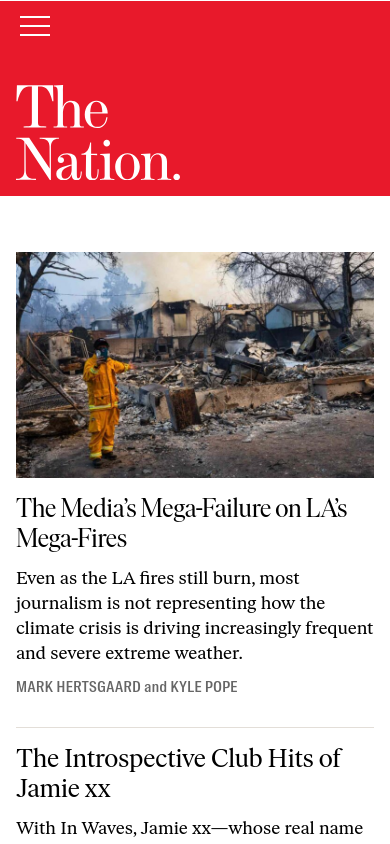 The
Nation.
The Media’s Mega-Failure on LA’s
Mega-Fires
Even as the LA fires still burn, most
journalism is not representing how the
climate crisis is driving increasingly frequent
and severe extreme weather.
MARK HERTSGAARD and KYLE POPE
The Introspective Club Hits of
Jamie xx
With In Waves, Jamie xx—whose real name